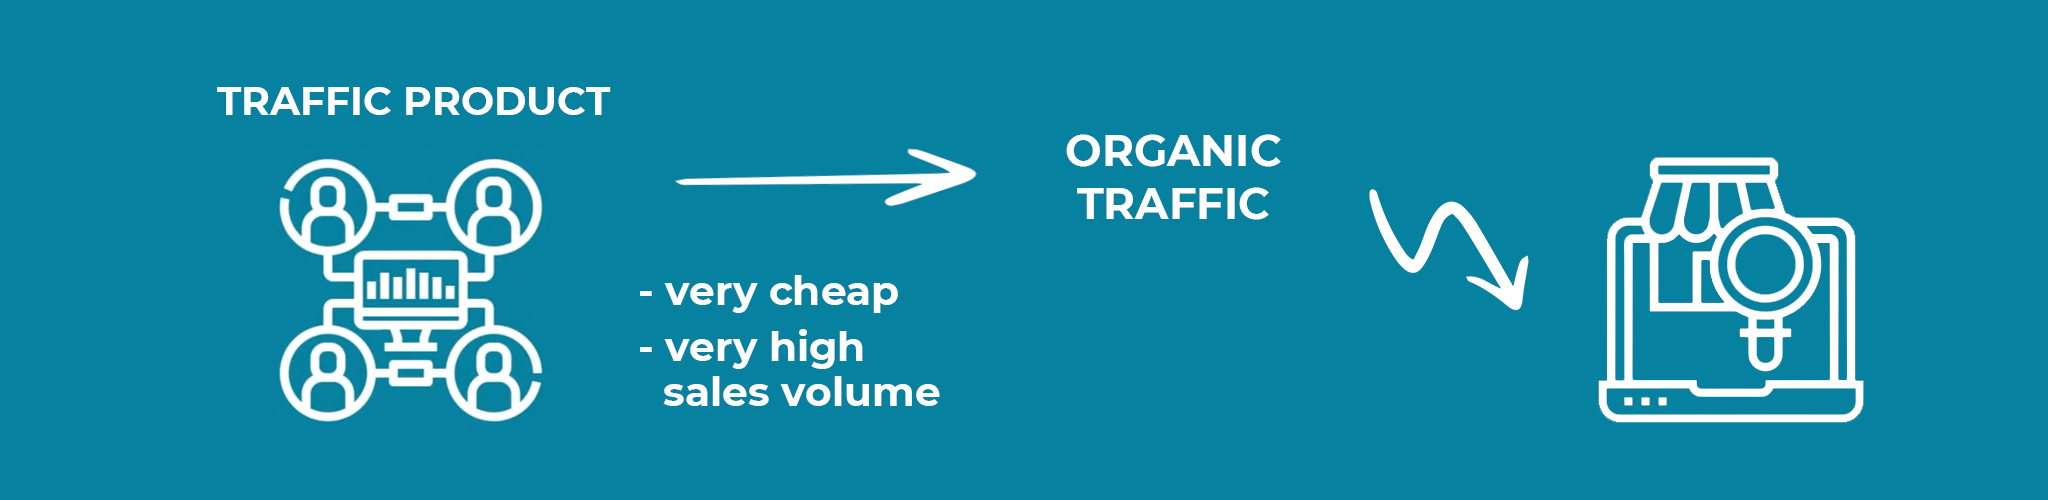 TRAFFIC PRODUCT
- very cheap
- very high
sales volume
ORGANIC
TRAFFIC